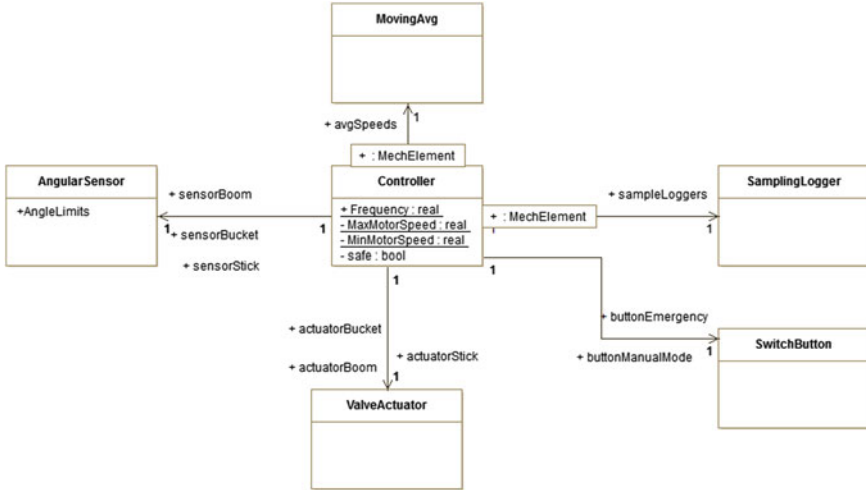 MovingAvg
1
+ avgSpeeds
+ : MechElement
AngularSensor
+AngleLimits
+ sensorBoom
1
1
+ sensorBucket
+ sensorStick
Controller
+ Frequency : real
- MaxMotorSpeed : real
- MinMotorSpeed : real
- safe : bool
+ : MechElement
1
+ sampleLoggers
1
SamplingLogger
1
1
+ buttonEmergency
1
+ buttonManualMode
SwitchButton
+ actuatorBucket
+ actuatorStick
+ actuatorBoom
1
ValveActuator